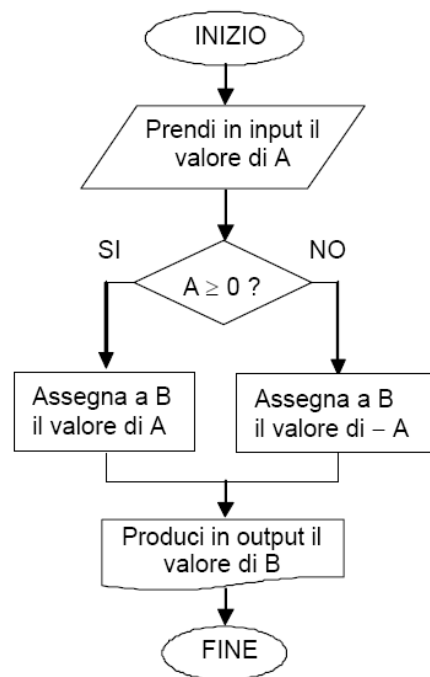 INIZIO
Prendi in input il
valore di A
SI
NO
A ≥ 0 ?
Assegna a B
il valore di A
Assegna a B
il valore di – A
Produci in output il
valore di B
FINE